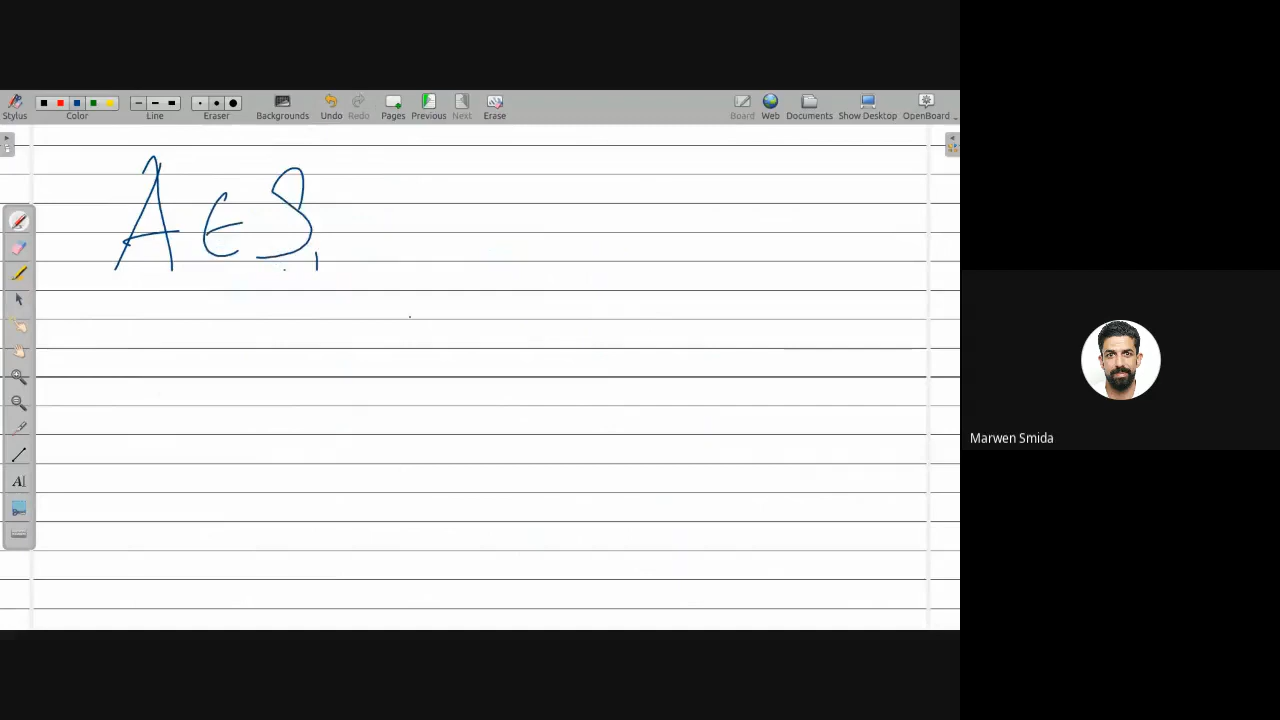 Stylus Color Line Eraser Backgrounds Undo Redo Pages Previous Next Erase Board Web Documents Show Desktop OpenBoard
A ∈ S
AI
Marwen Smida